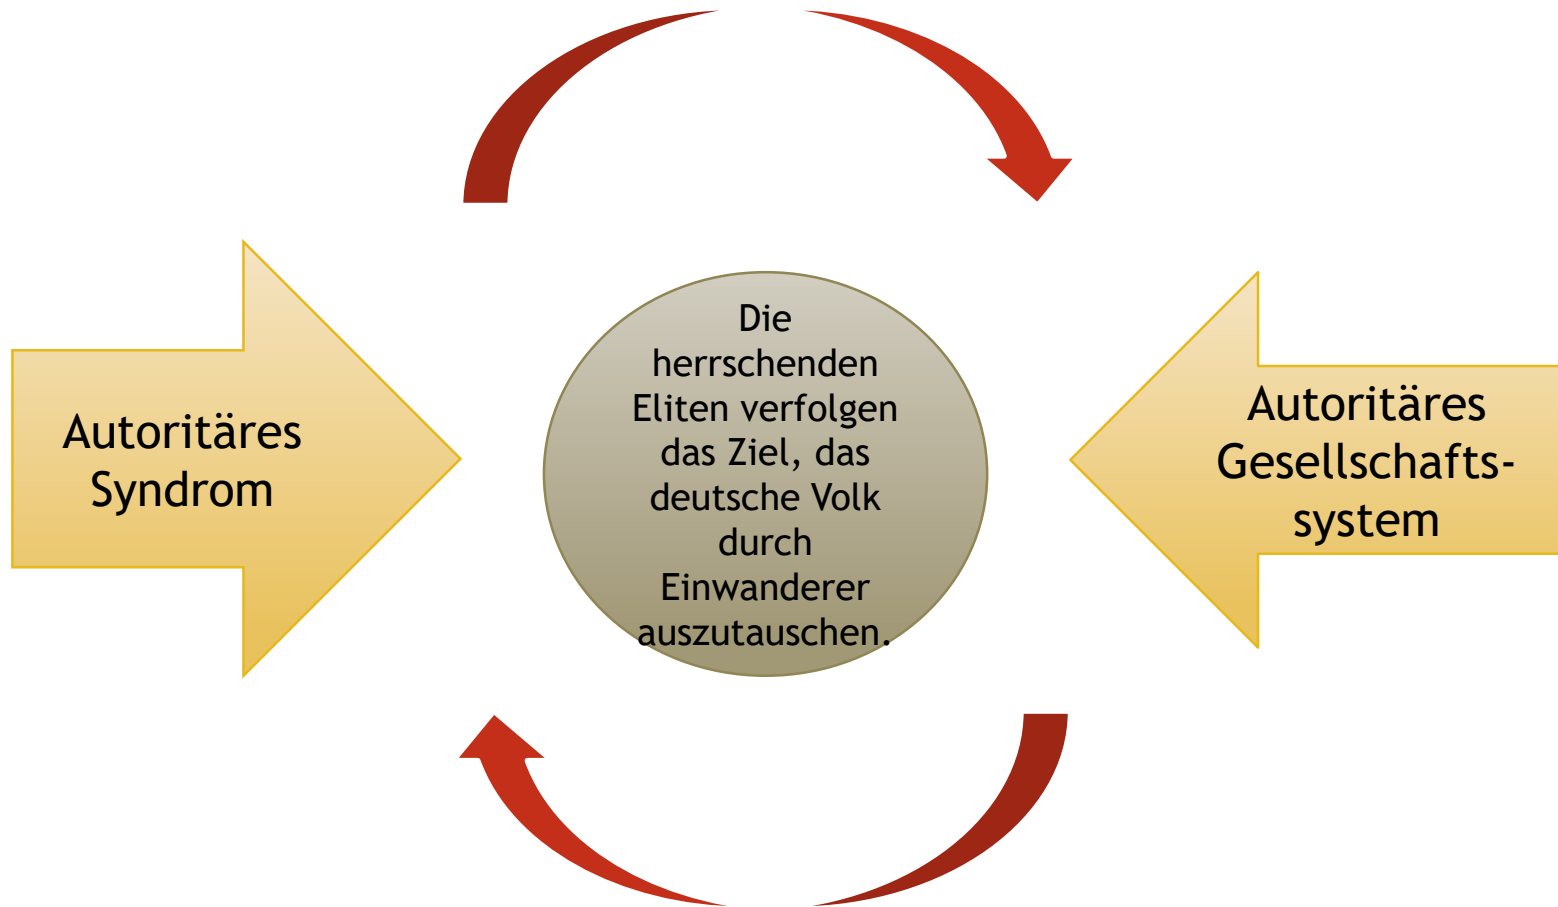 Autoritäres
Syndrom
Die
herrschenden
Eliten verfolgen
das Ziel, das
deutsche Volk
durch
Einwanderer
auszutauschen.
Autoritäres
Gesellschafts-
system